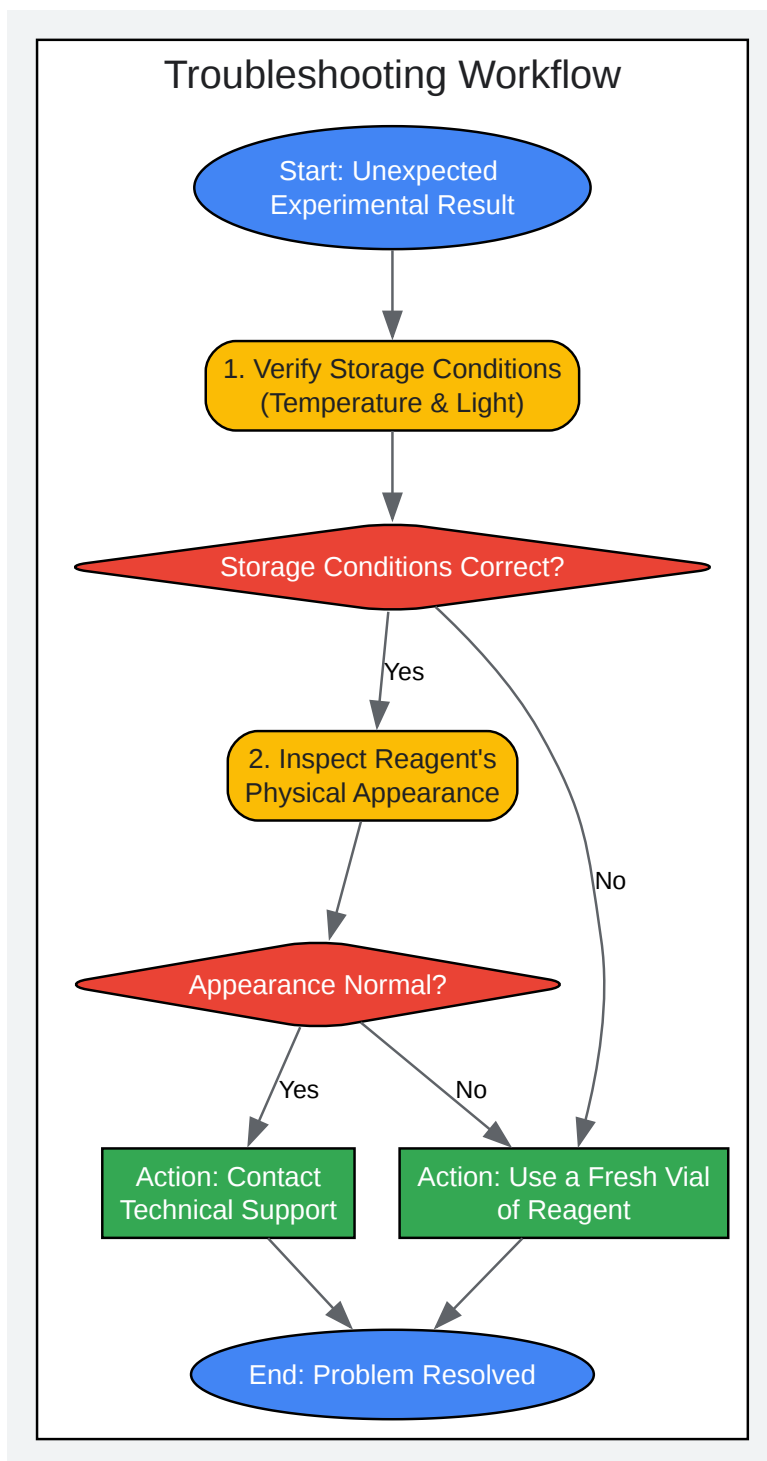 Troubleshooting Workflow
Start: Unexpected
Experimental Result
1. Verify Storage Conditions
(Temperature & Light)
Storage Conditions Correct?
Yes
2. Inspect Reagent's
Physical Appearance
No
Appearance Normal?
Yes
No
Action: Contact
Technical Support
Action: Use a Fresh Vial
of Reagent
End: Problem Resolved